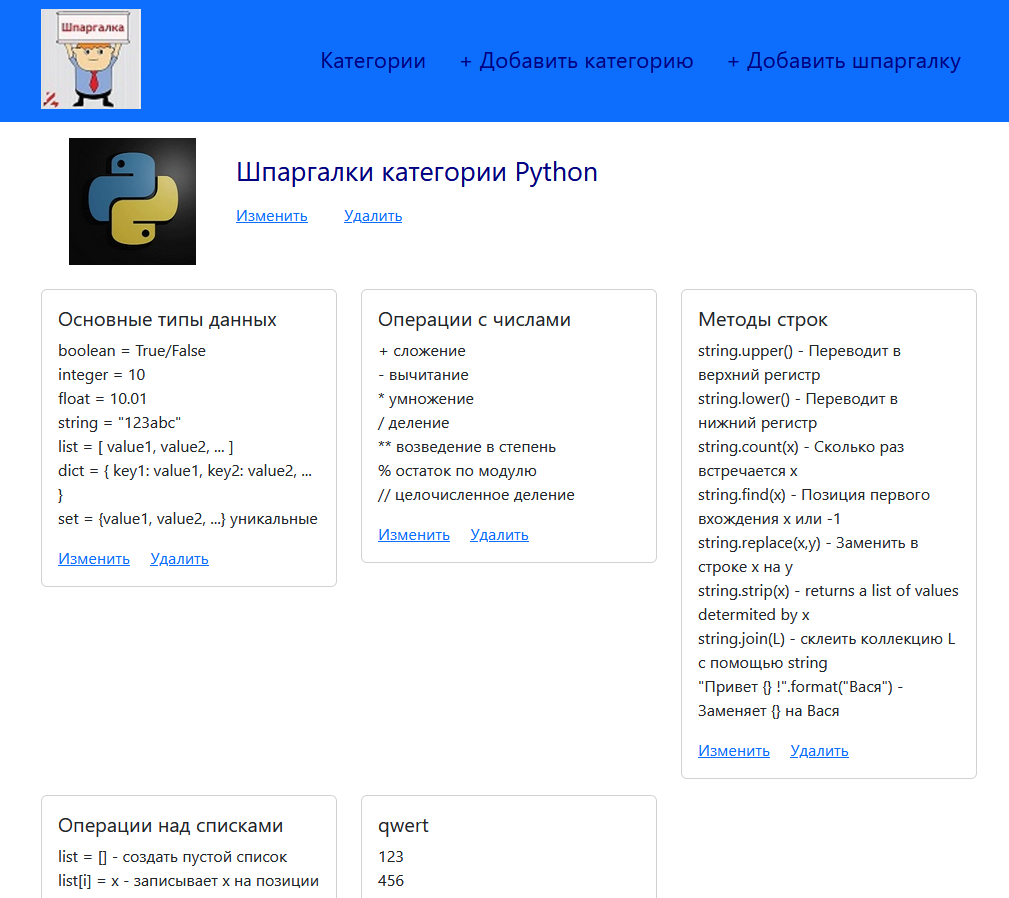 Шпаргалка
Категории
+ Добавить категорию
+ Добавить шпаргалку
Шпаргалки категории Python
Изменить
Удалить
Основные типы данных
boolean = True/False
integer = 10
float = 10.01
string = "123abc"
list = [ value1, value2, ... ]
dict = { key1: value1, key2: value2, ...
}
set = {value1, value2, ...} уникальные
Изменить
Удалить
Операции с числами
+ сложение
- вычитание
* умножение
/ деление
** возведение в степень
% остаток по модулю
// целочисленное деление
Изменить
Удалить
Методы строк
string.upper() - Переводит в
верхний регистр
string.lower() - Переводит в
нижний регистр
string.count(x) - Сколько раз
встречается x
string.find(x) - Позиция первого
вхождения x или -1
string.replace(x,y) - Заменить в
строке x на y
string.strip(x) - returns a list of values
determited by x
string.join(L) - склеить коллекцию L
с помощью string
"Привет {} !".format("Вася") -
Заменяет {} на Вася
Изменить
Удалить
Операции над списками
list = [] - создать пустой список
list[i] = x - записывает x на позиции
qwert
123
456